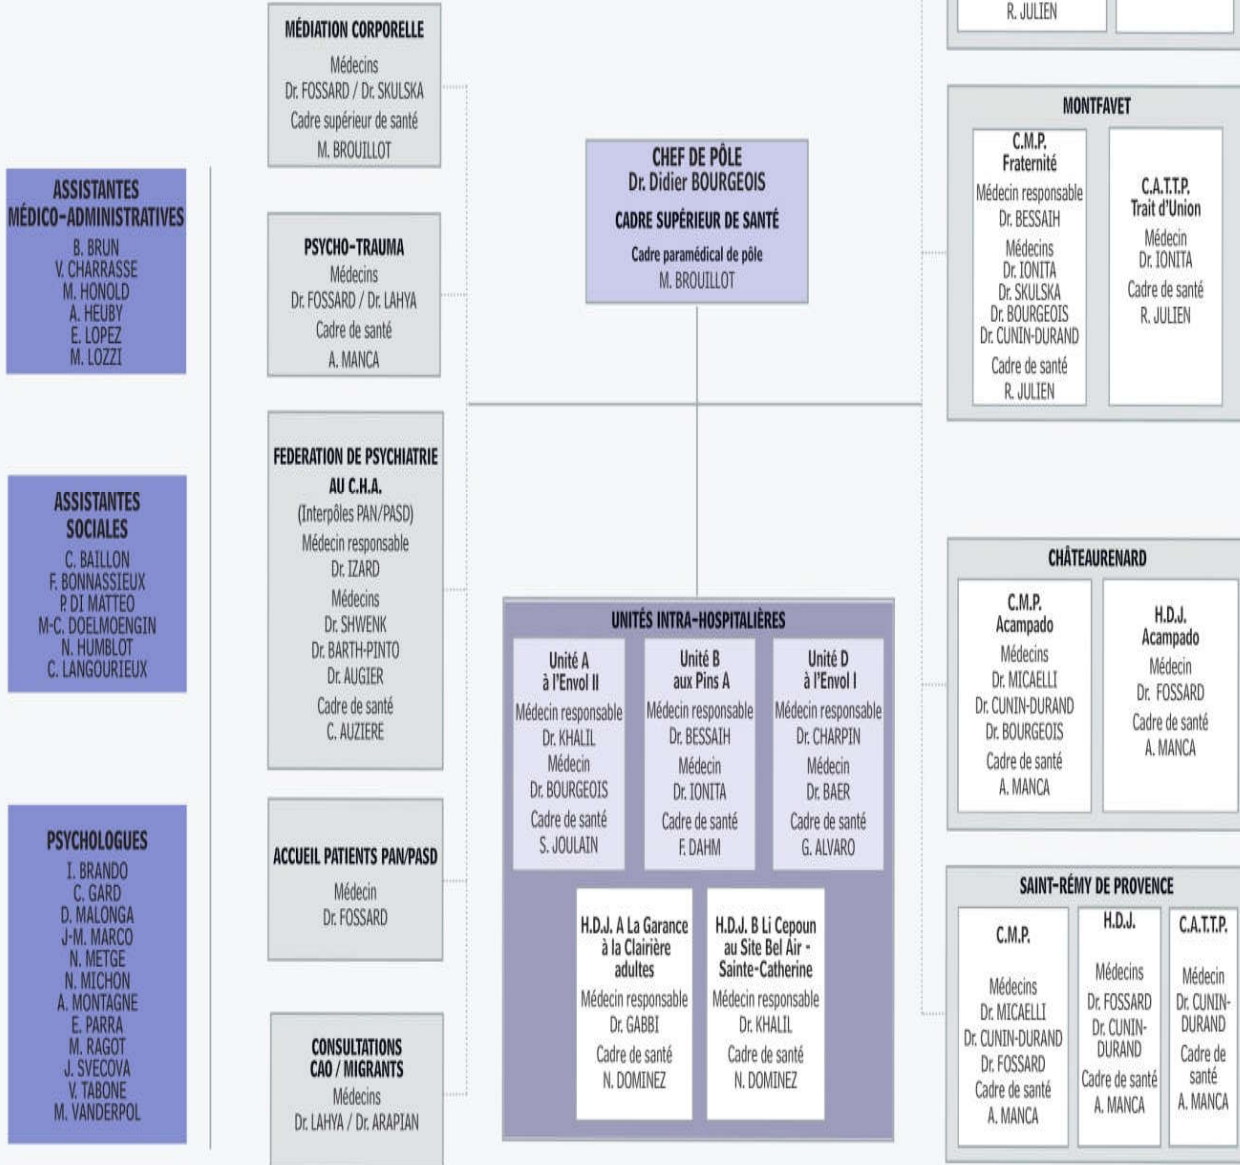 ASSISTANTES
MÉDICO-ADMINISTRATIVES
B. BRUN
V. CHARRASSE
M. HONOLD
A. HEUBY
E. LOPEZ
M. LOZZI
ASSISTANTES
SOCIALES
C. BAILLON
F. BONNASSIEUX
P. DI MATTEO
M-C. DOELMOENGIN
N. HUMBLOT
C. LANGOURIEUX
PSYCHOLOGUES
I. BRANDO
C. GARD
D. MALONGA
J-M. MARCO
N. METGE
N. MICHON
A. MONTAGNE
E. PARRA
M. RAGOT
J. SVECOVA
V. TABONE
M. VANDERPOL
MÉDIATION CORPORELLE
Médecins
Dr. FOSSARD / Dr. SKULSKA
Cadre supérieur de santé
M. BROUILLOT
PSYCHO-TRAUMA
Médecins
Dr. FOSSARD / Dr. LAHYA
Cadre de santé
A. MANCA
FEDERATION DE PSYCHIATRIE
AU C.H.A.
(Interpôles PAN/PASD)
Médecin responsable
Dr. IZARD
Médecins
Dr. SHWENK
Dr. BARTH-PINTO
Dr. AUGIER
Cadre de santé
C. AUZIERE
ACCUEIL PATIENTS PAN/PASD
Médecin
Dr. FOSSARD
CONSULTATIONS
CAO / MIGRANTS
Médecins
Dr. LAHYA / Dr. ARAPIAN
CHEF DE PÔLE
Dr. Didier BOURGEOIS
CADRE SUPÉRIEUR DE SANTÉ
Cadre paramédical de pôle
M. BROUILLOT
UNITÉS INTRA-HOSPITALIÈRES
Unité A
à l'Envol II
Médecin responsable
Dr. KHALIL
Médecin
Dr. BOURGEOIS
Cadre de santé
S. JOULAIN
Unité B
aux Pins A
Médecin responsable
Dr. BESSAIH
Médecin
Dr. IONITA
Cadre de santé
F. DAHM
Unité D
à l'Envol I
Médecin responsable
Dr. CHARPIN
Médecin
Dr. BAER
Cadre de santé
G. ALVARO
H.D.J. A La Garance
à la Clairière
adultes
Médecin responsable
Dr. GABBI
Cadre de santé
N. DOMINEZ
H.D.J. B Li Cepoun
au Site Bel Air -
Sainte-Catherine
Médecin responsable
Dr. KHALIL
Cadre de santé
N. DOMINEZ
R. JULIEN
MONTFAVET
C.M.P.
Fraternité
Médecin responsable
Dr. BESSAIH
Médecins
Dr. IONITA
Dr. SKULSKA
Dr. BOURGEOIS
Dr. CUNIN-DURAND
Cadre de santé
R. JULIEN
C.A.T.T.P.
Trait d'Union
Médecin
Dr. IONITA
Cadre de santé
R. JULIEN
CHÂTEAURENARD
C.M.P.
Acampado
Médecins
Dr. MICAELLI
Dr. CUNIN-DURAND
Dr. BOURGEOIS
Cadre de santé
A. MANCA
H.D.J.
Acampado
Médecin
Dr. FOSSARD
Cadre de santé
A. MANCA
SAINT-RÉMY DE PROVENCE
C.M.P.
Médecins
Dr. MICAELLI
Dr. CUNIN-DURAND
Dr. FOSSARD
Cadre de santé
A. MANCA
H.D.J.
Médecins
Dr. FOSSARD
Dr. CUNIN-
DURAND
Cadre de santé
A. MANCA
C.A.T.T.P.
Médecin
Dr. CUNIN-
DURAND
Cadre de
santé
A. MANCA